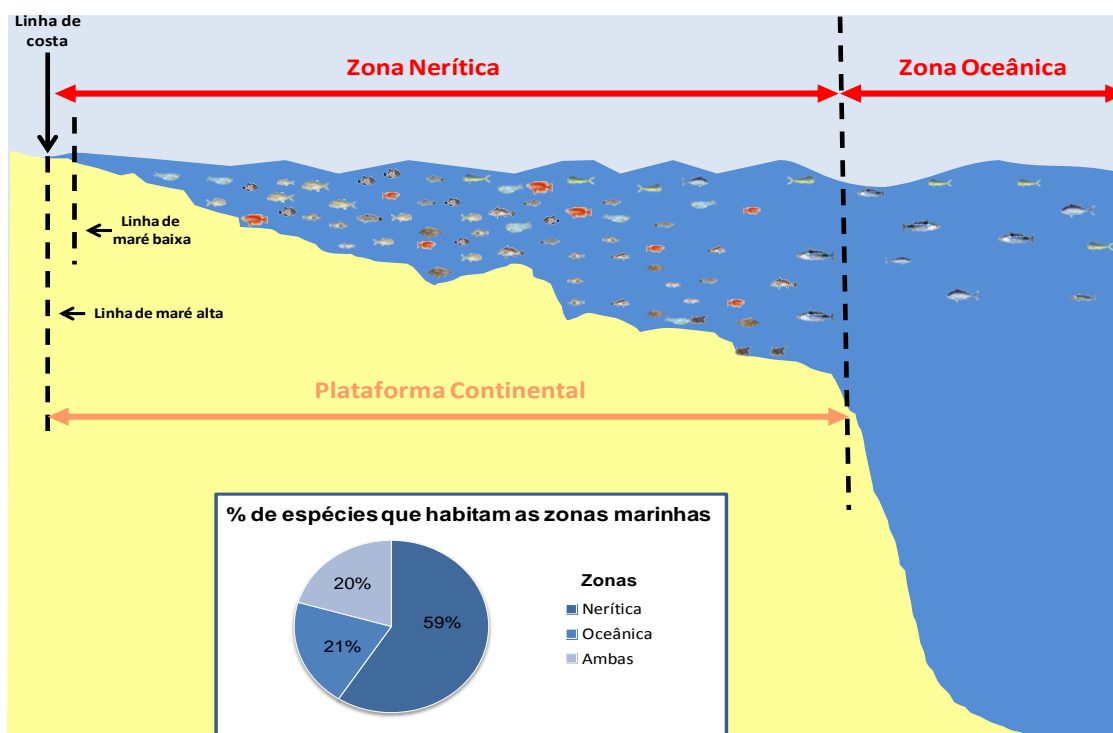 Linha de
costa
Zona Nerítica
Zona Oceânica
Linha de
maré baixa
Linha de maré alta
Plataforma Continental
% de espécies que habitam as zonas marinhas
20%
59%
21%
Zonas
Nerítica
Oceânica
Ambas